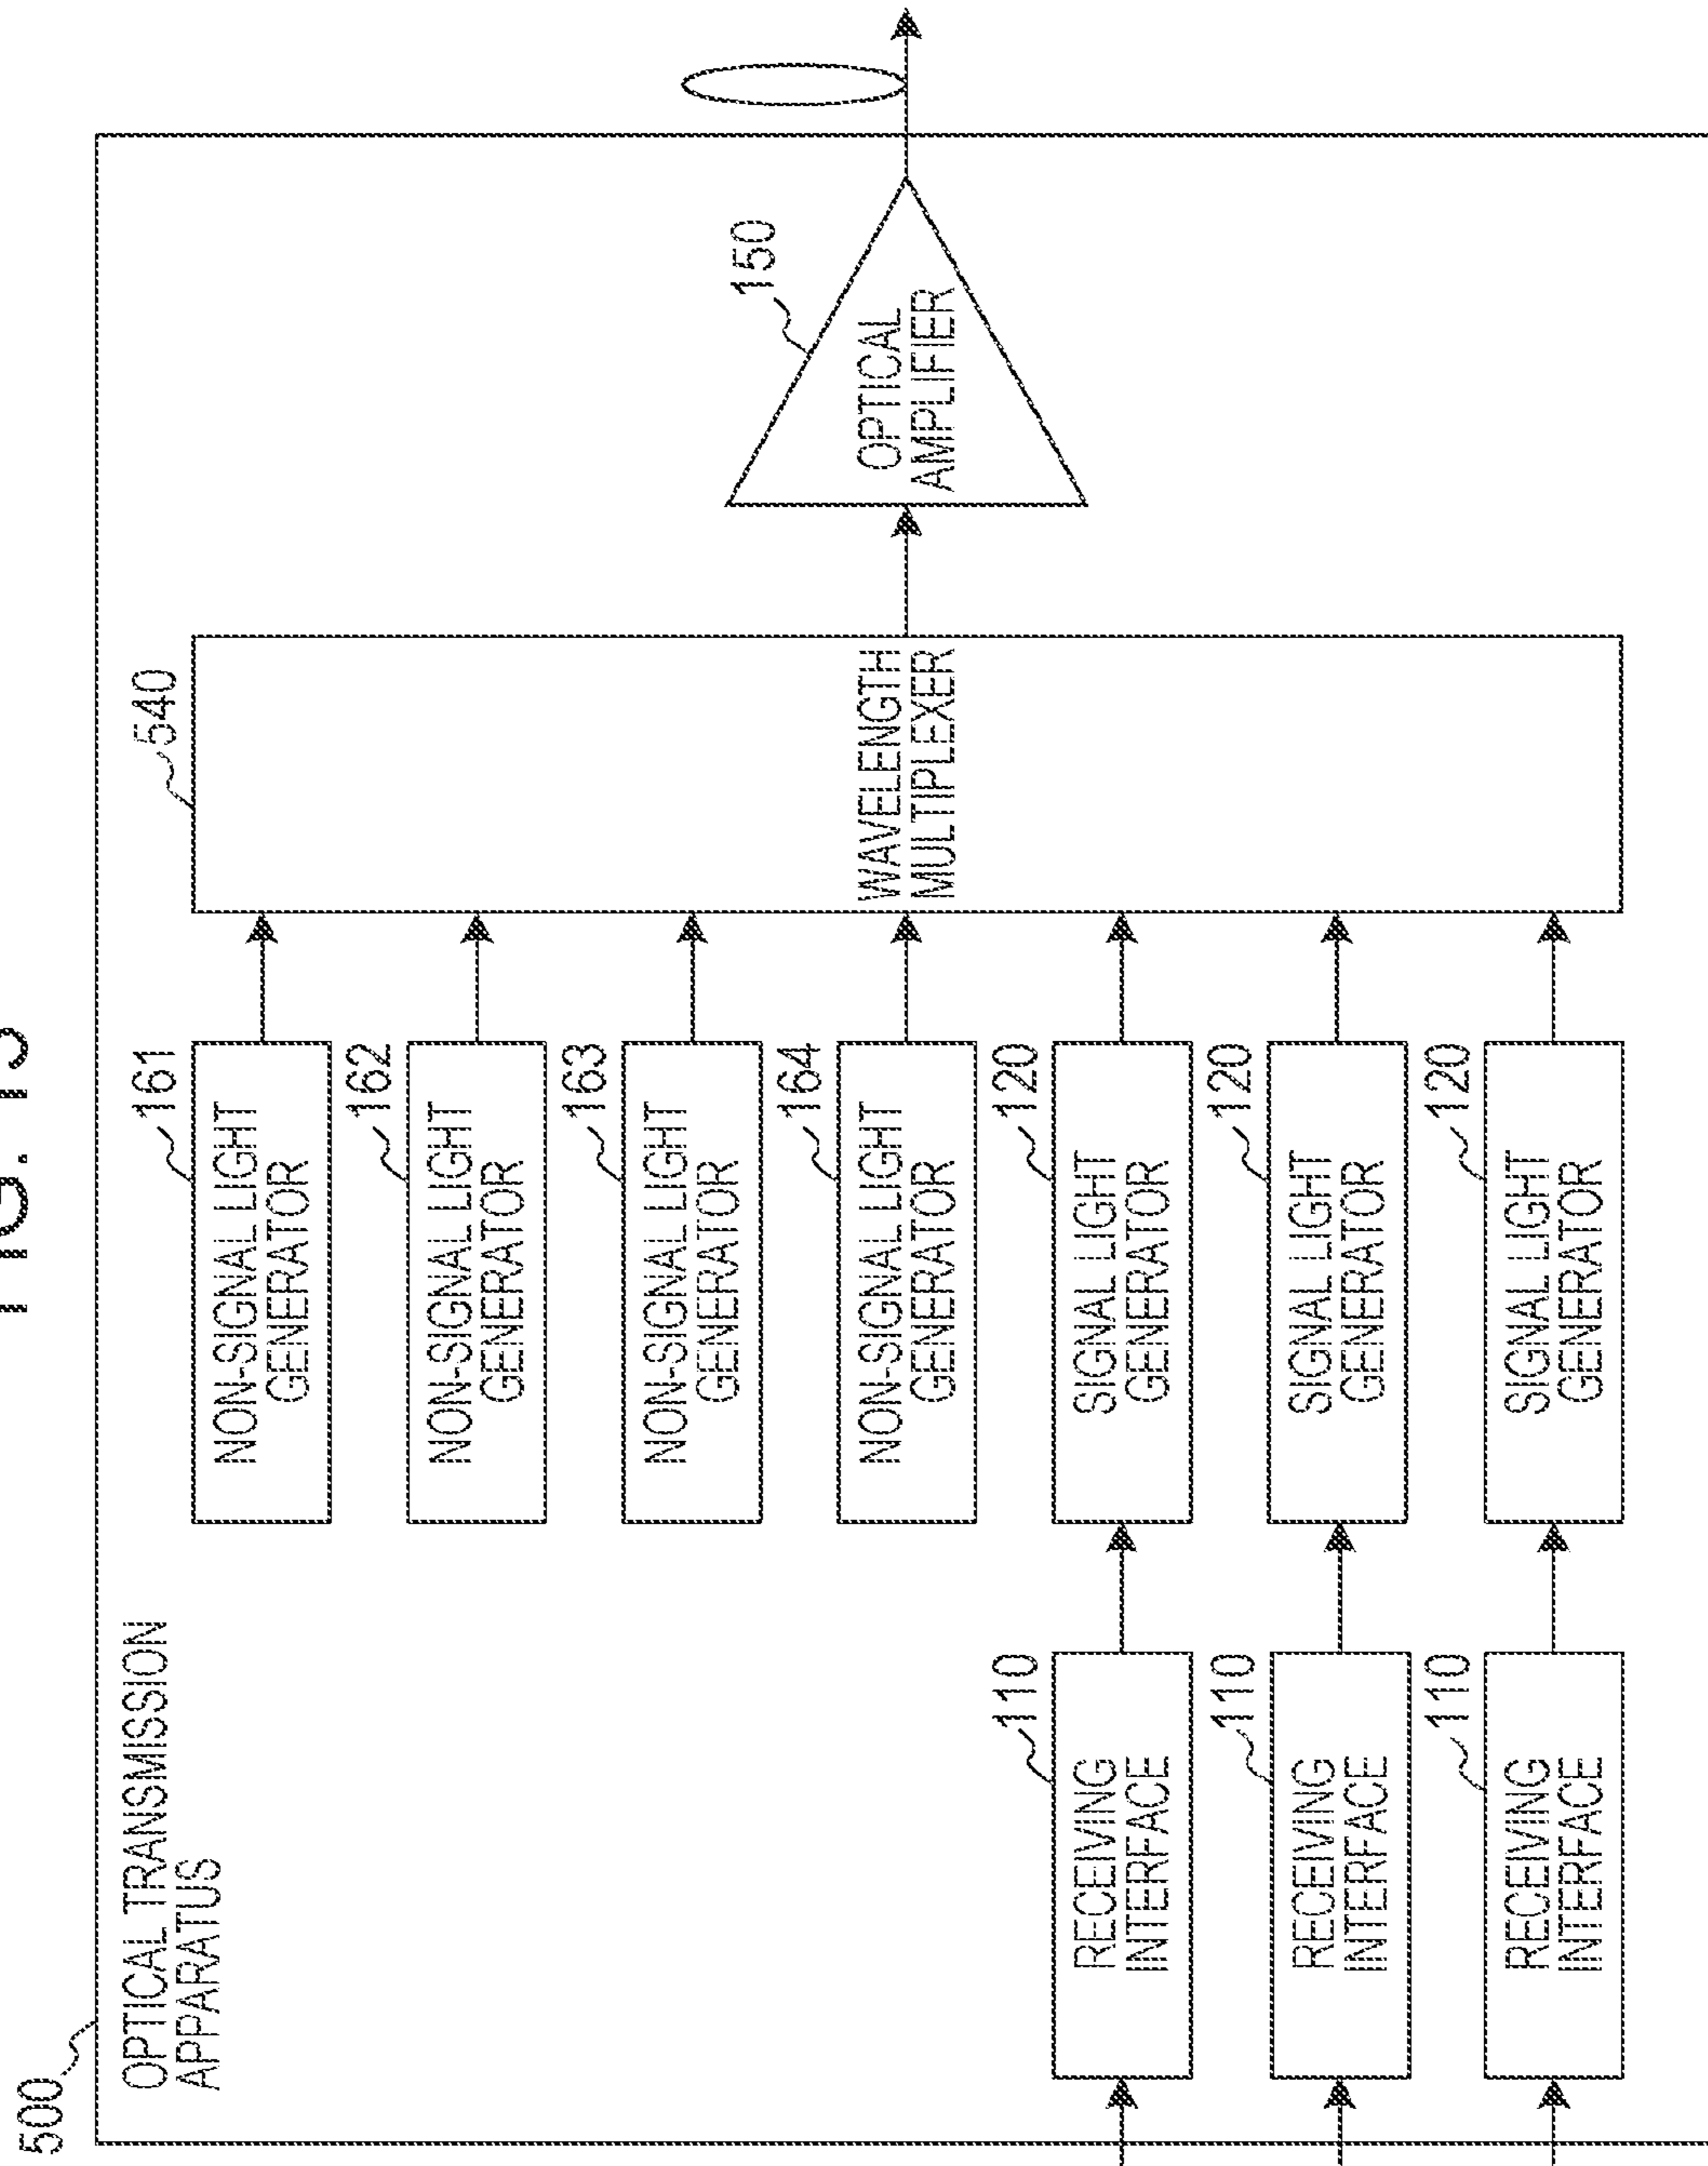 FIG.
500
OPTICAL TRANSMISSION
APPARATUS
161
NON-SIGNAL LIGHT
GENERATOR
162
NON-SIGNAL LIGHT
GENERATOR
163
NON-SIGNAL LIGHT
GENERATOR
164
NON-SIGNAL LIGHT
GENERATOR
110
RECEIVING
INTERFACE
120
SIGNAL LIGHT
GENERATOR
110
RECEIVING
INTERFACE
120
SIGNAL LIGHT
GENERATOR
110
RECEIVING
INTERFACE
120
SIGNAL LIGHT
GENERATOR
540
WAVELENGTH
MULTIPLEXER
150
OPTICAL
AMPLIFIER